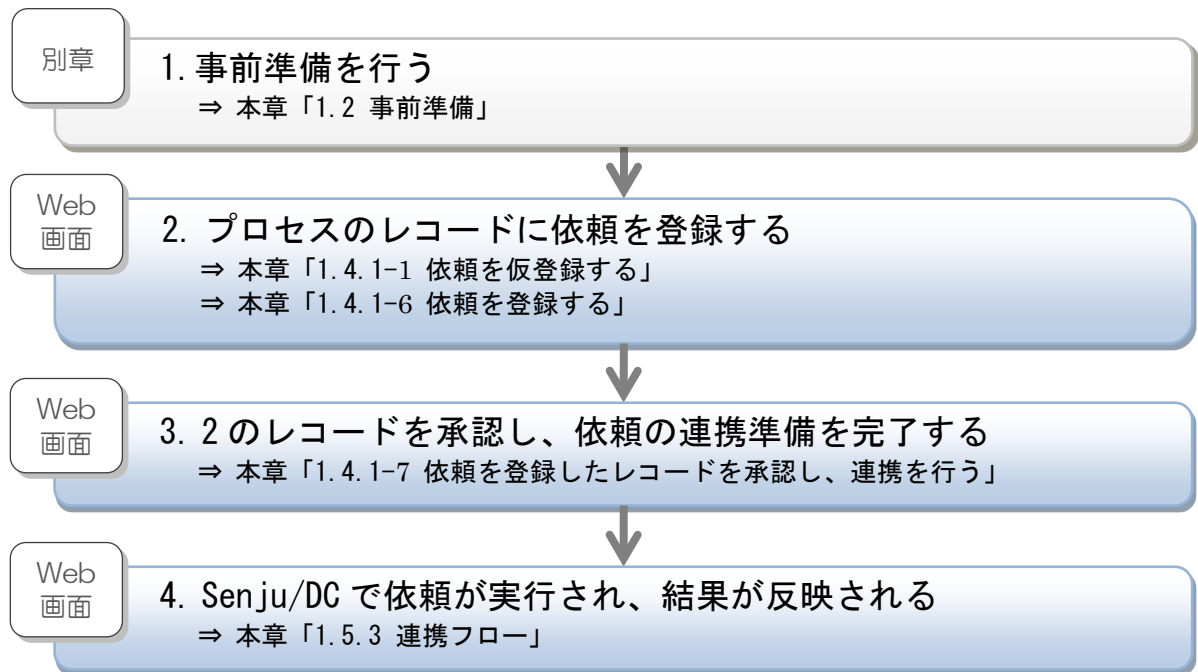 別章
1. 事前準備を行う
⇒ 本章「1.2 事前準備」
Web
画面
2. プロセスのレコードに依頼を登録する
⇒ 本章「1.4.1-1 依頼を仮登録する」
⇒ 本章「1.4.1-6 依頼を登録する」
Web
画面
3. 2のレコードを承認し、依頼の連携準備を完了する
⇒ 本章「1.4.1-7 依頼を登録したレコードを承認し、連携を行う」
Web
画面
4. Senju/DCで依頼が実行され、結果が反映される
⇒ 本章「1.5.3 連携フロー」